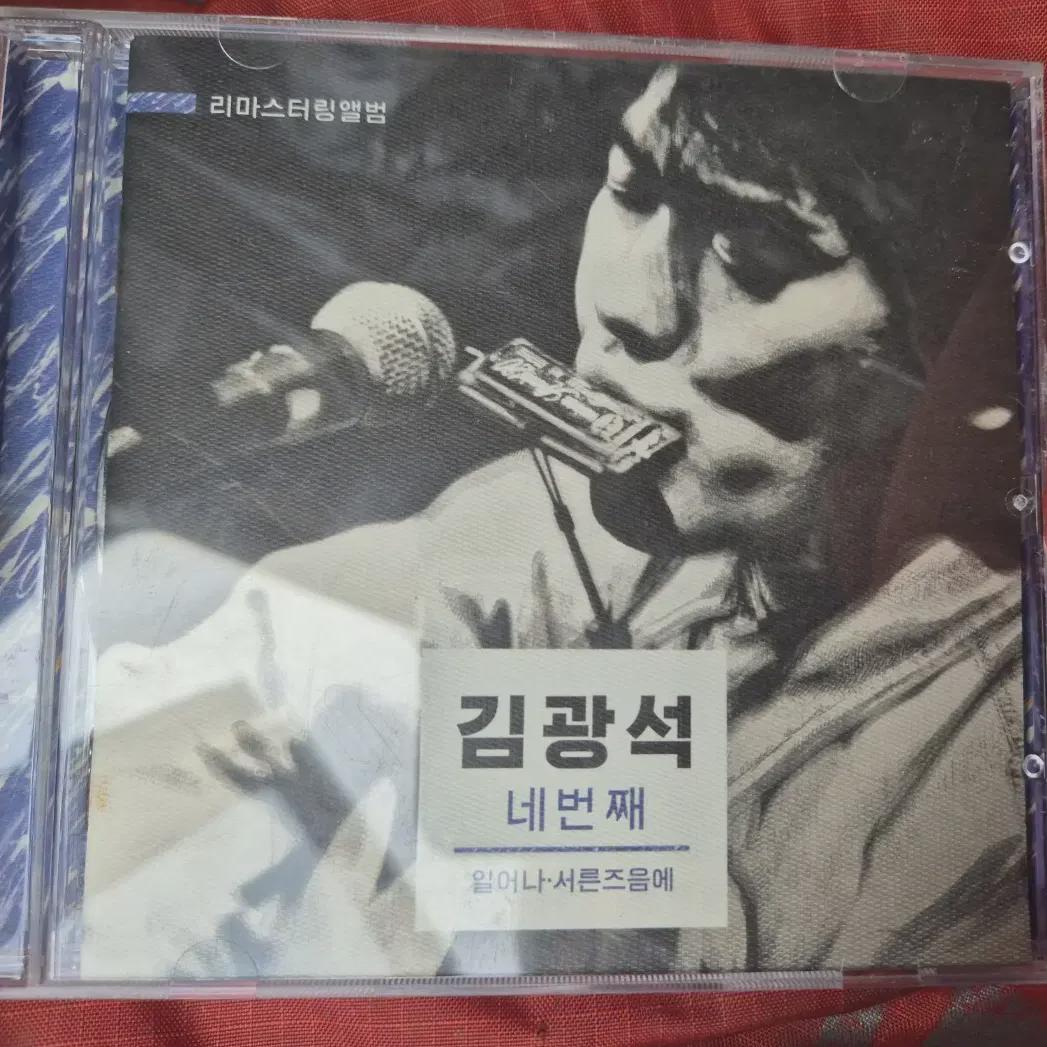 리마스터링앨범
김광석
네번째
일어나·서른즈음에